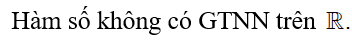 Hàm số không có GTNN trên ℝ.